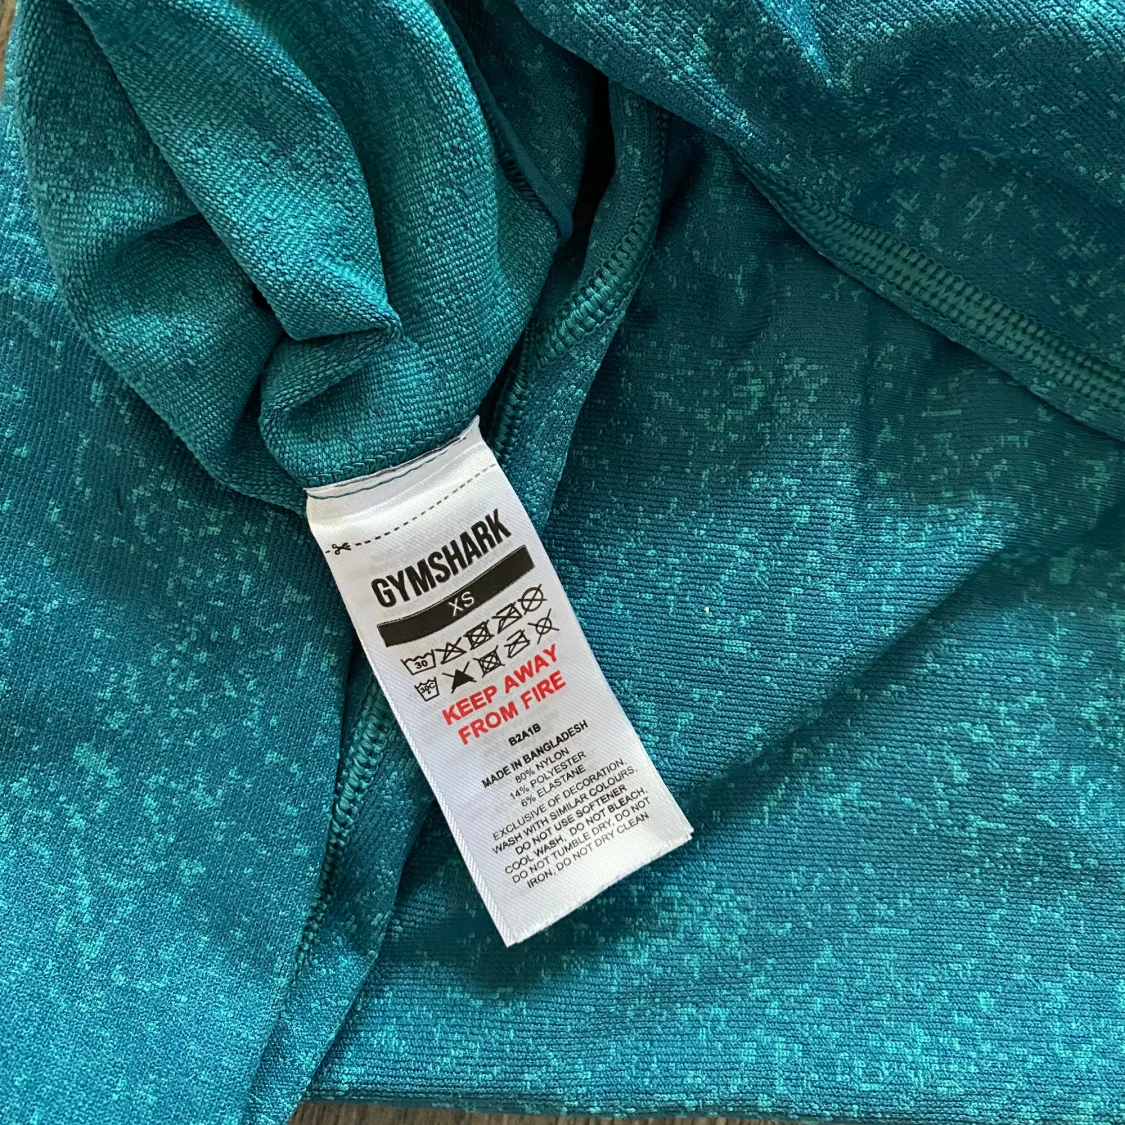 GYMSHARK
XS
30
30C
KEEP AWAY
FROM FIRE
B2A1B
MADE IN BANGLADESH
80% NYLON
14% POLYESTER
6% ELASTANE
EXCLUSIVE OF DECORATION.
WASH WITH SIMILAR COLOURS,
DO NOT USE SOFTENER
COOL WASH, DO NOT BLEACH,
DO NOT TUMBLE DRY, DO NOT
IRON, DO NOT DRY CLEAN